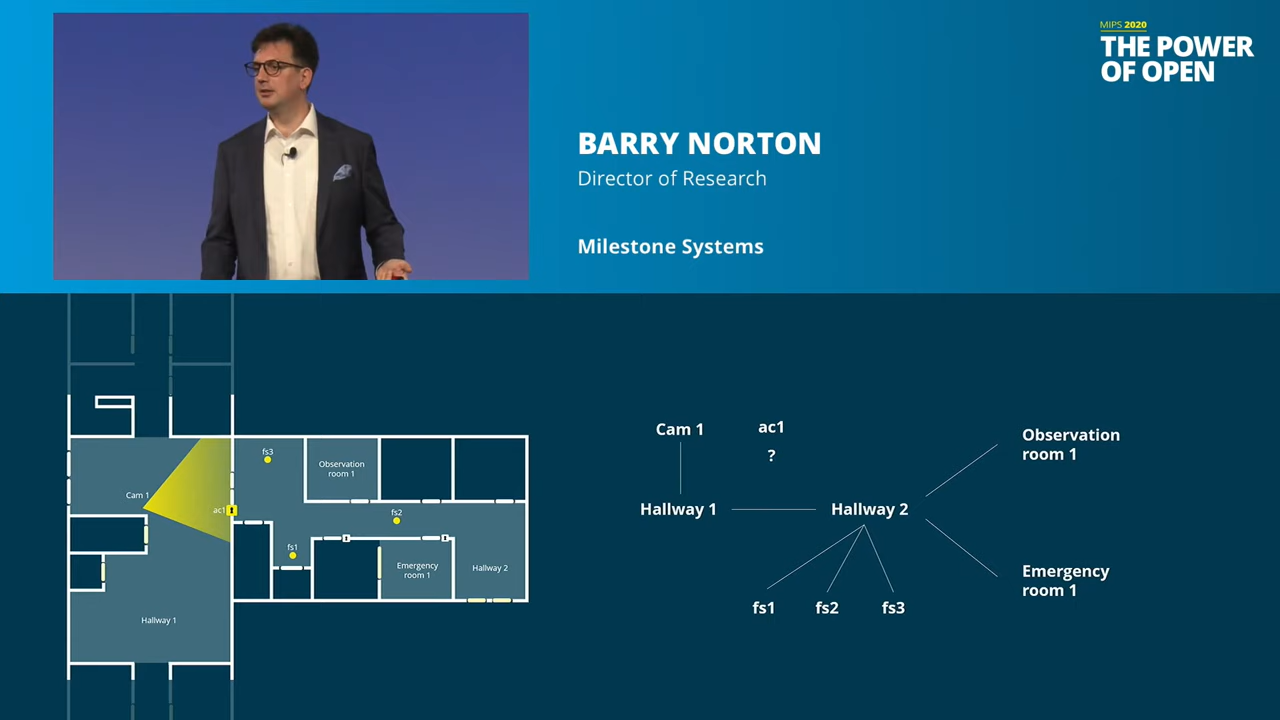 MIPS 2020
THE POWER
OF OPEN
BARRY NORTON
Director of Research
Milestone Systems
fs3
Observation
room 1
Cam 1
ac1
fs2
fs1
Emergency
room 1
Hallway 2
Hallway 1
Cam 1
ac1
?
Observation
room 1
Hallway 1
Hallway 2
Emergency
room 1
fs1
fs2
fs3